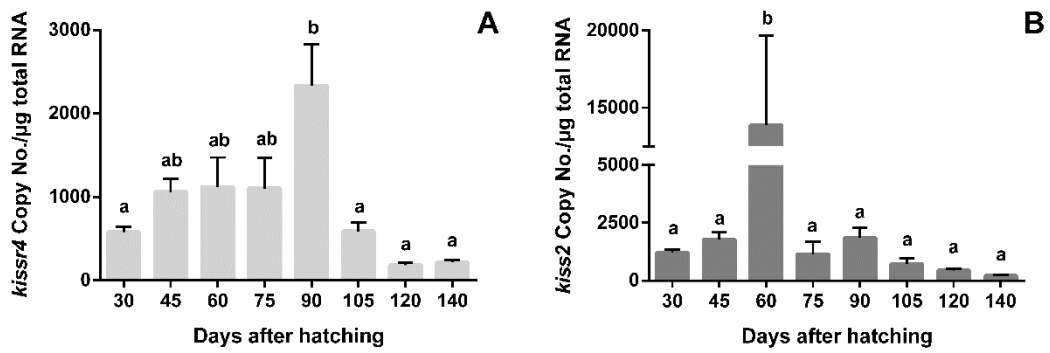 A
kissr4 Copy No./µg total RNA
3000
2000
1000
0
a
ab
ab
ab
b
a
a
a
30 45 60 75 90 105 120 140
Days after hatching
B
kiss2 Copy No./µg total RNA
20000
15000
5000
2500
0
a
a
b
a
a
a
a
a
30 45 60 75 90 105 120 140
Days after hatching